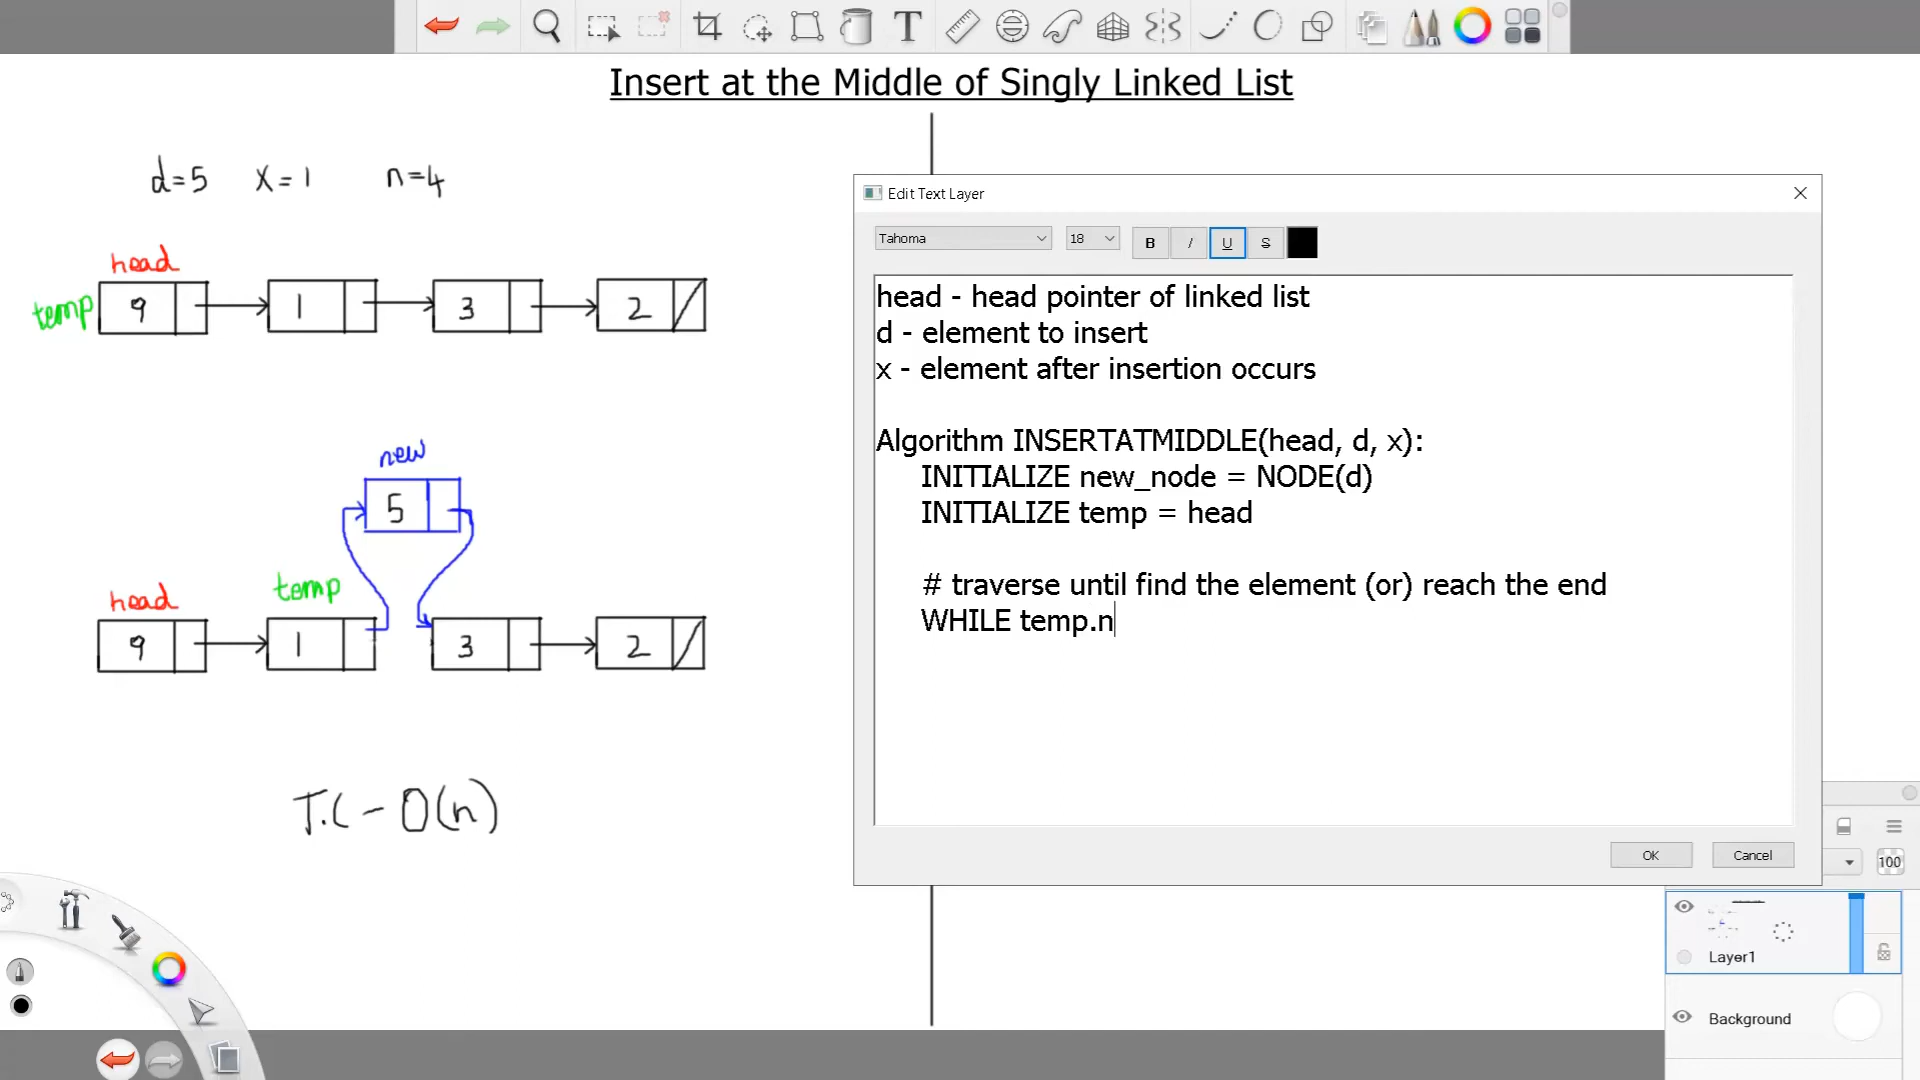 Insert at the Middle of Singly Linked List
d=5 x=1 n=4
head
temp 9 1 3 2
new
5
head temp
9 1 3 2
T.C - O(n)
Edit Text Layer
Tahoma 18 B I U S
head - head pointer of linked list
d - element to insert
x - element after insertion occurs
Algorithm INSERTATMIDDLE(head, d, x):
INITIALIZE new_node = NODE(d)
INITIALIZE temp = head
# traverse until find the element (or) reach the end
WHILE temp.n
OK Cancel
100
Layer1
Background